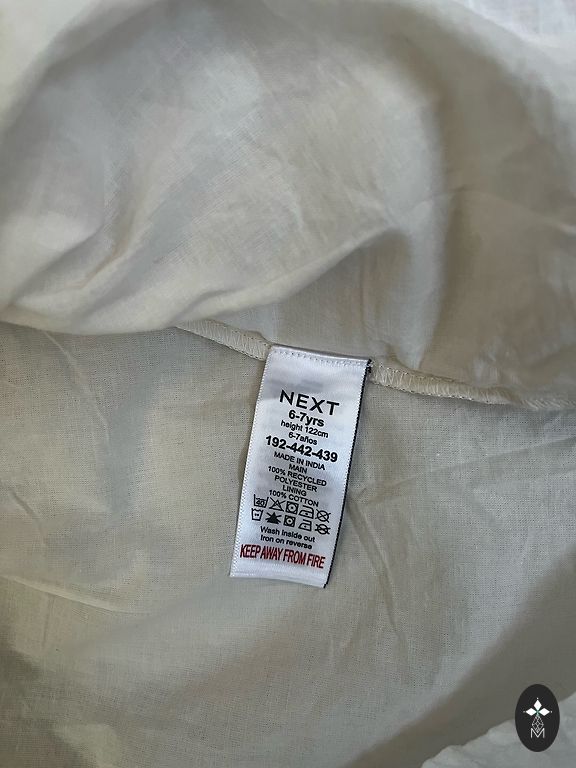 NEXT
6-7yrs
height 122cm
6-7años
192-442-439
MADE IN INDIA
MAIN
100% RECYCLED
POLYESTER
LINING
100% COTTON
40
Wash inside out
Iron on reverse
KEEP AWAY FROM FIRE
M